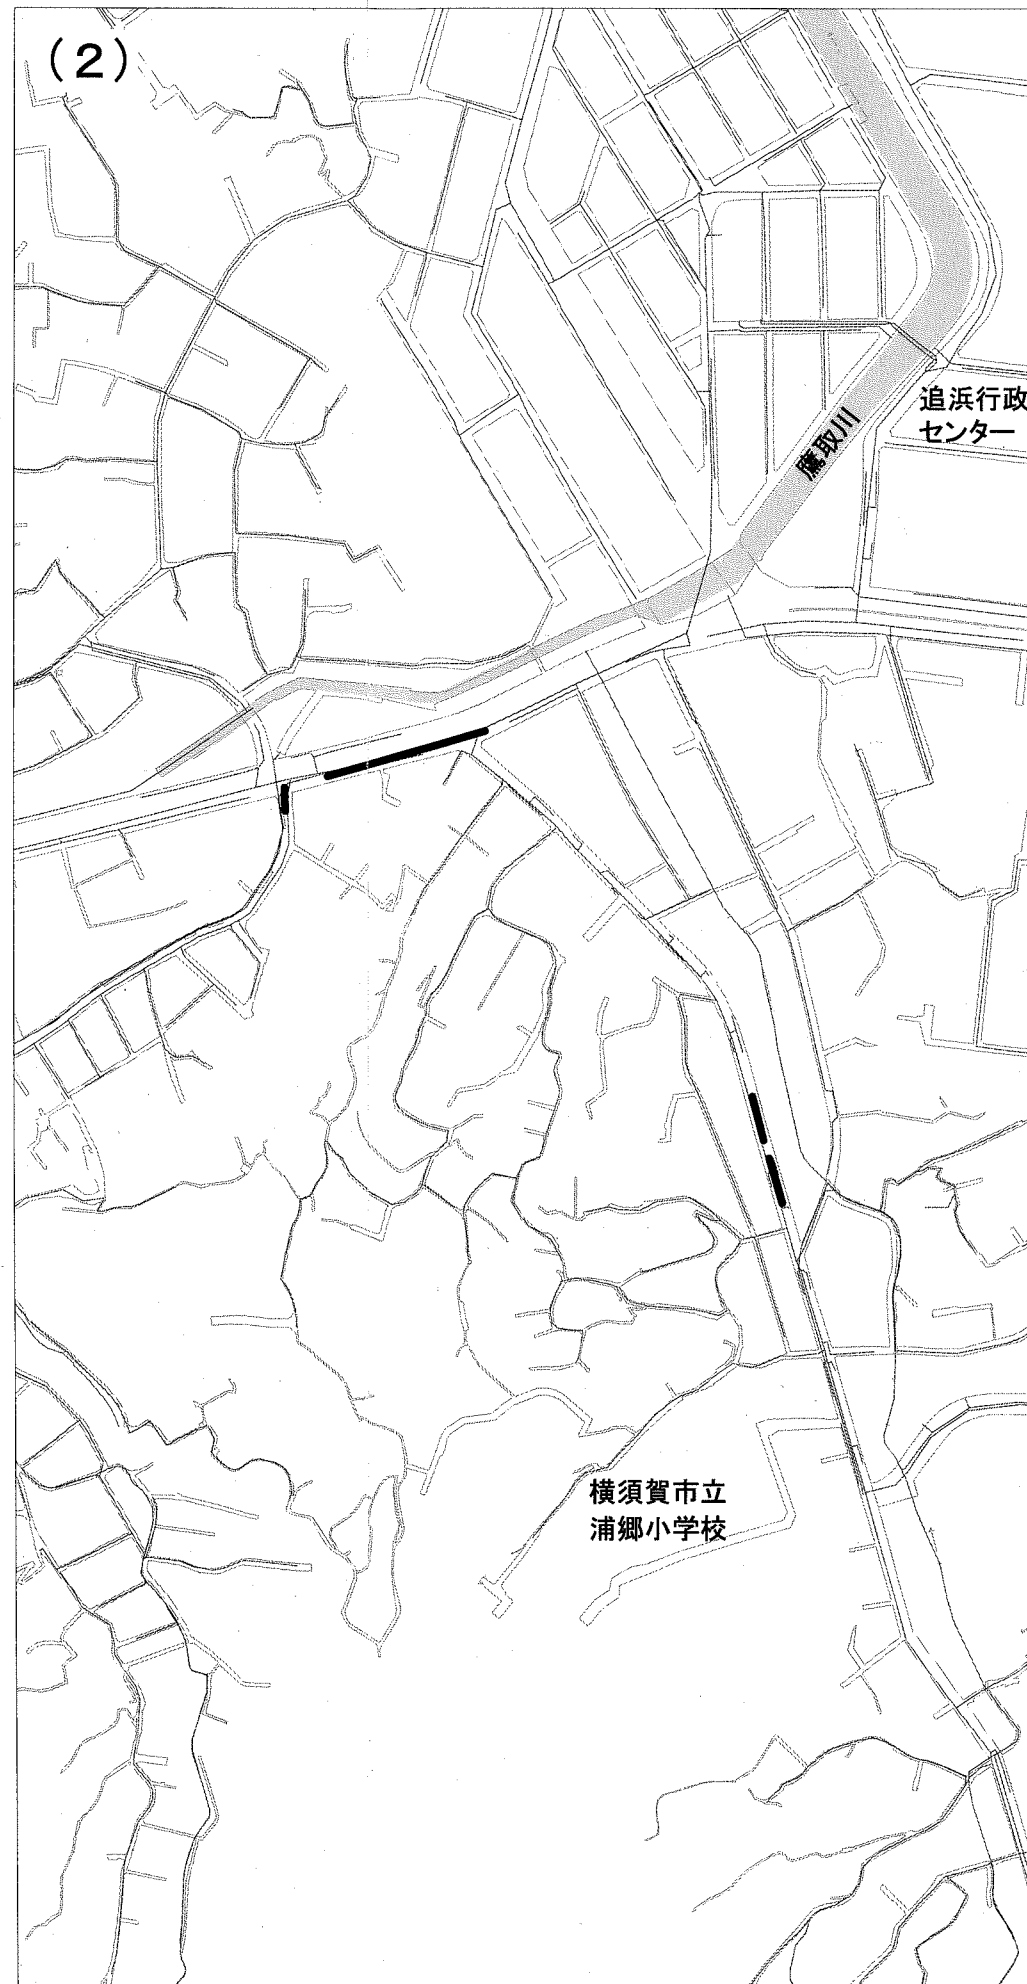 （２）
追浜行政
センター
鷹取川
横須賀市立
浦郷小学校